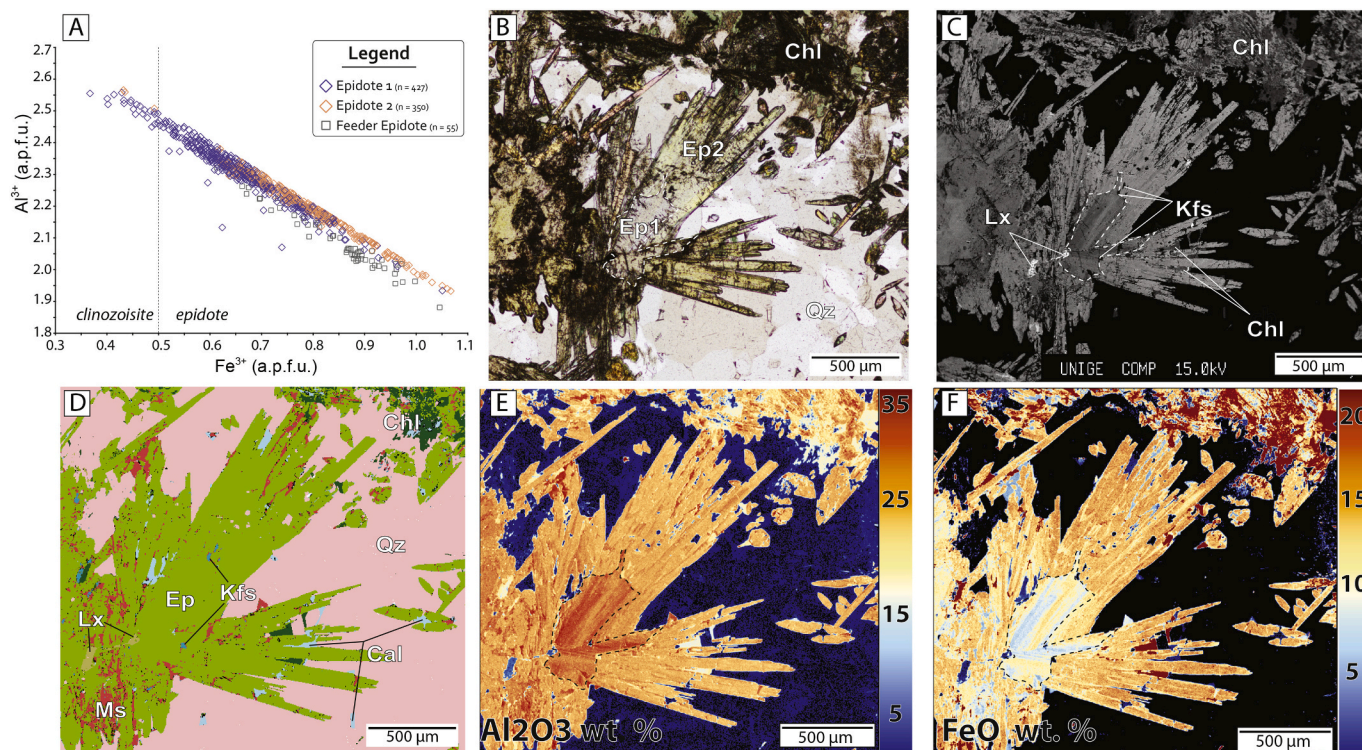 A
Legend
Epidote 1 (n = 427)
Epidote 2 (n = 350)
Feeder Epidote (n = 55)
Al³⁺ (a.p.f.u.)
2.7
2.6
2.5
2.4
2.3
2.2
2.1
2.0
1.9
1.8
clinozoisite
epidote
0.3 0.4 0.5 0.6 0.7 0.8 0.9 1.0 1.1
Fe³⁺ (a.p.f.u.)
B
Chl
Ep2
Ep1
Qz
500 µm
C
Chl
Lx
Kfs
Chl
UNIGE COMP 15.0kV
500 µm
D
Chl
Qz
Kfs
Ep
Lx
Cal
Ms
500 µm
E
35
25
15
5
Al2O3 wt %
500 µm
F
20
15
10
5
FeO wt. %
500 µm